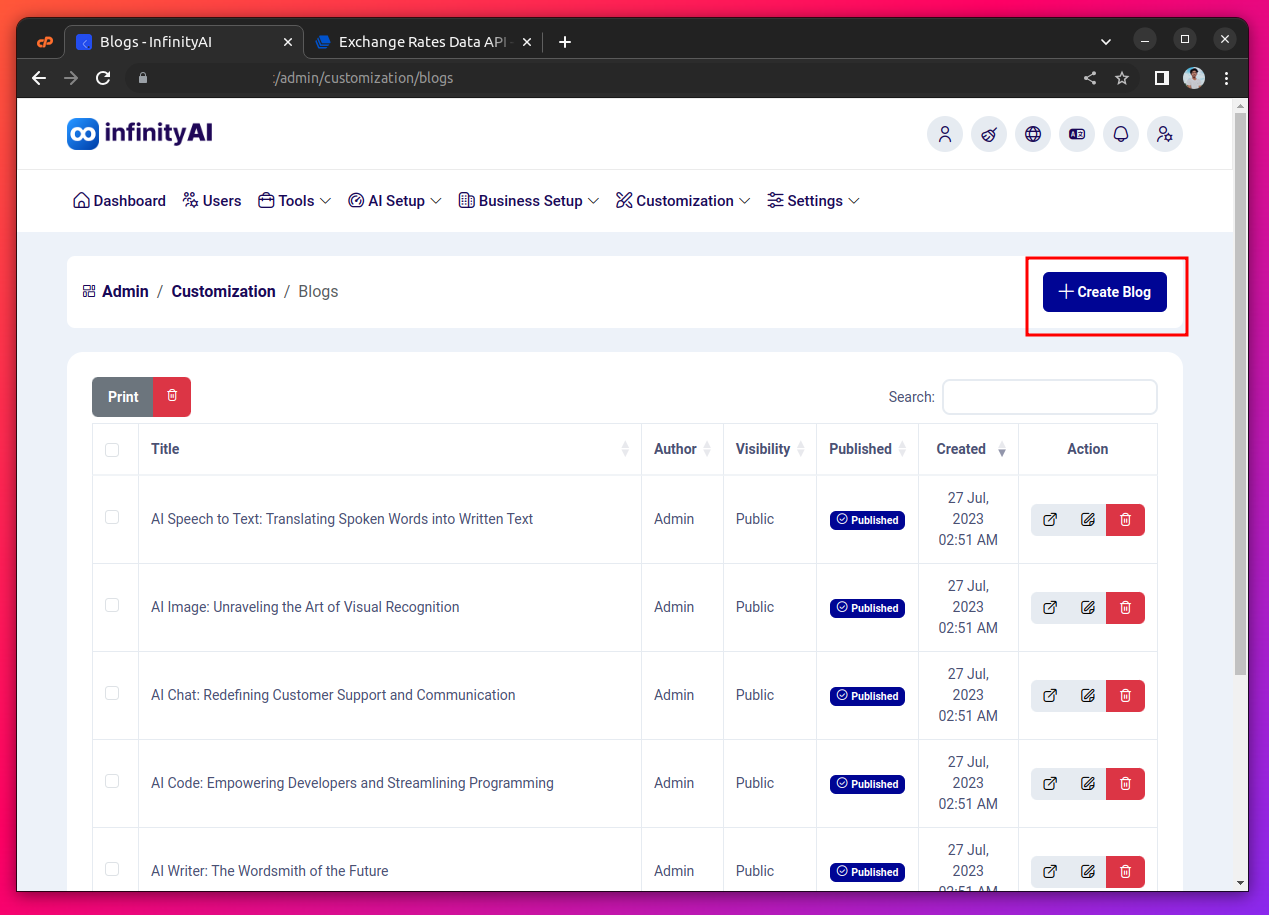 Blogs - InfinityAI
Exchange Rates Data API
:/admin/customization/blogs
infinityAI
Dashboard Users Tools AI Setup Business Setup Customization Settings
Admin / Customization / Blogs
Create Blog
Print
Search:
Title Author Visibility Published Created Action
AI Speech to Text: Translating Spoken Words into Written Text Admin Public Published
27 Jul,
2023
02:51 AM
AI Image: Unraveling the Art of Visual Recognition Admin Public Published
27 Jul,
2023
02:51 AM
AI Chat: Redefining Customer Support and Communication Admin Public Published
27 Jul,
2023
02:51 AM
AI Code: Empowering Developers and Streamlining Programming Admin Public Published
27 Jul,
2023
02:51 AM
AI Writer: The Wordsmith of the Future Admin Public Published
27 Jul,
2023
02:51 AM